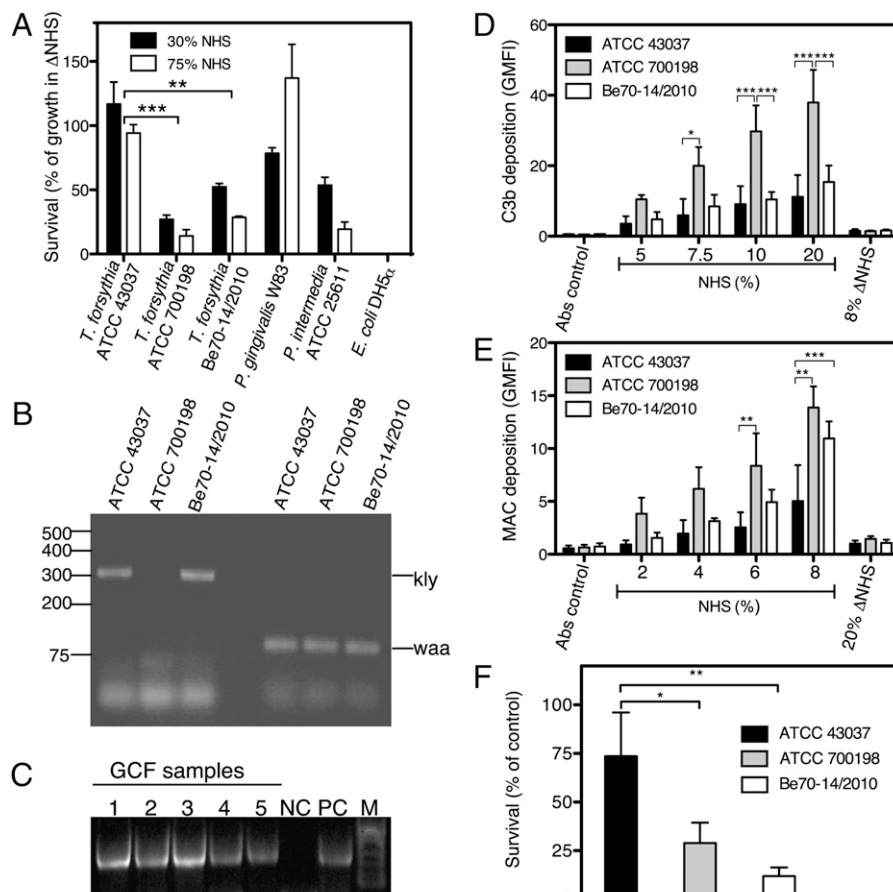 A
30% NHS
75% NHS
** 
***
Survival (% of growth in ΔNHS)
150
100
50
0
T. forsythia
ATCC 43037
T. forsythia
ATCC 700198
T. forsythia
Be70-14/2010
P. gingivalis W83
P. intermedia
ATCC 25611
E. coli DH5α
B
ATCC 43037
ATCC 700198
Be70-14/2010
ATCC 43037
ATCC 700198
Be70-14/2010
500
400
300
200
75
kly
waa
C
GCF samples
1 2 3 4 5 NC PC M
D
ATCC 43037
ATCC 700198
Be70-14/2010
*
*** ***
*** ***
C3b deposition (GMFI)
60
40
20
0
Abs control
5 7.5 10 20
NHS (%)
8% ΔNHS
E
ATCC 43037
ATCC 700198
Be70-14/2010
**
**
***
MAC deposition (GMFI)
20
15
10
5
0
Abs control
2 4 6 8
NHS (%)
20% ΔNHS
F
**
*
ATCC 43037
ATCC 700198
Be70-14/2010
Survival (% of control)
100
75
50
25